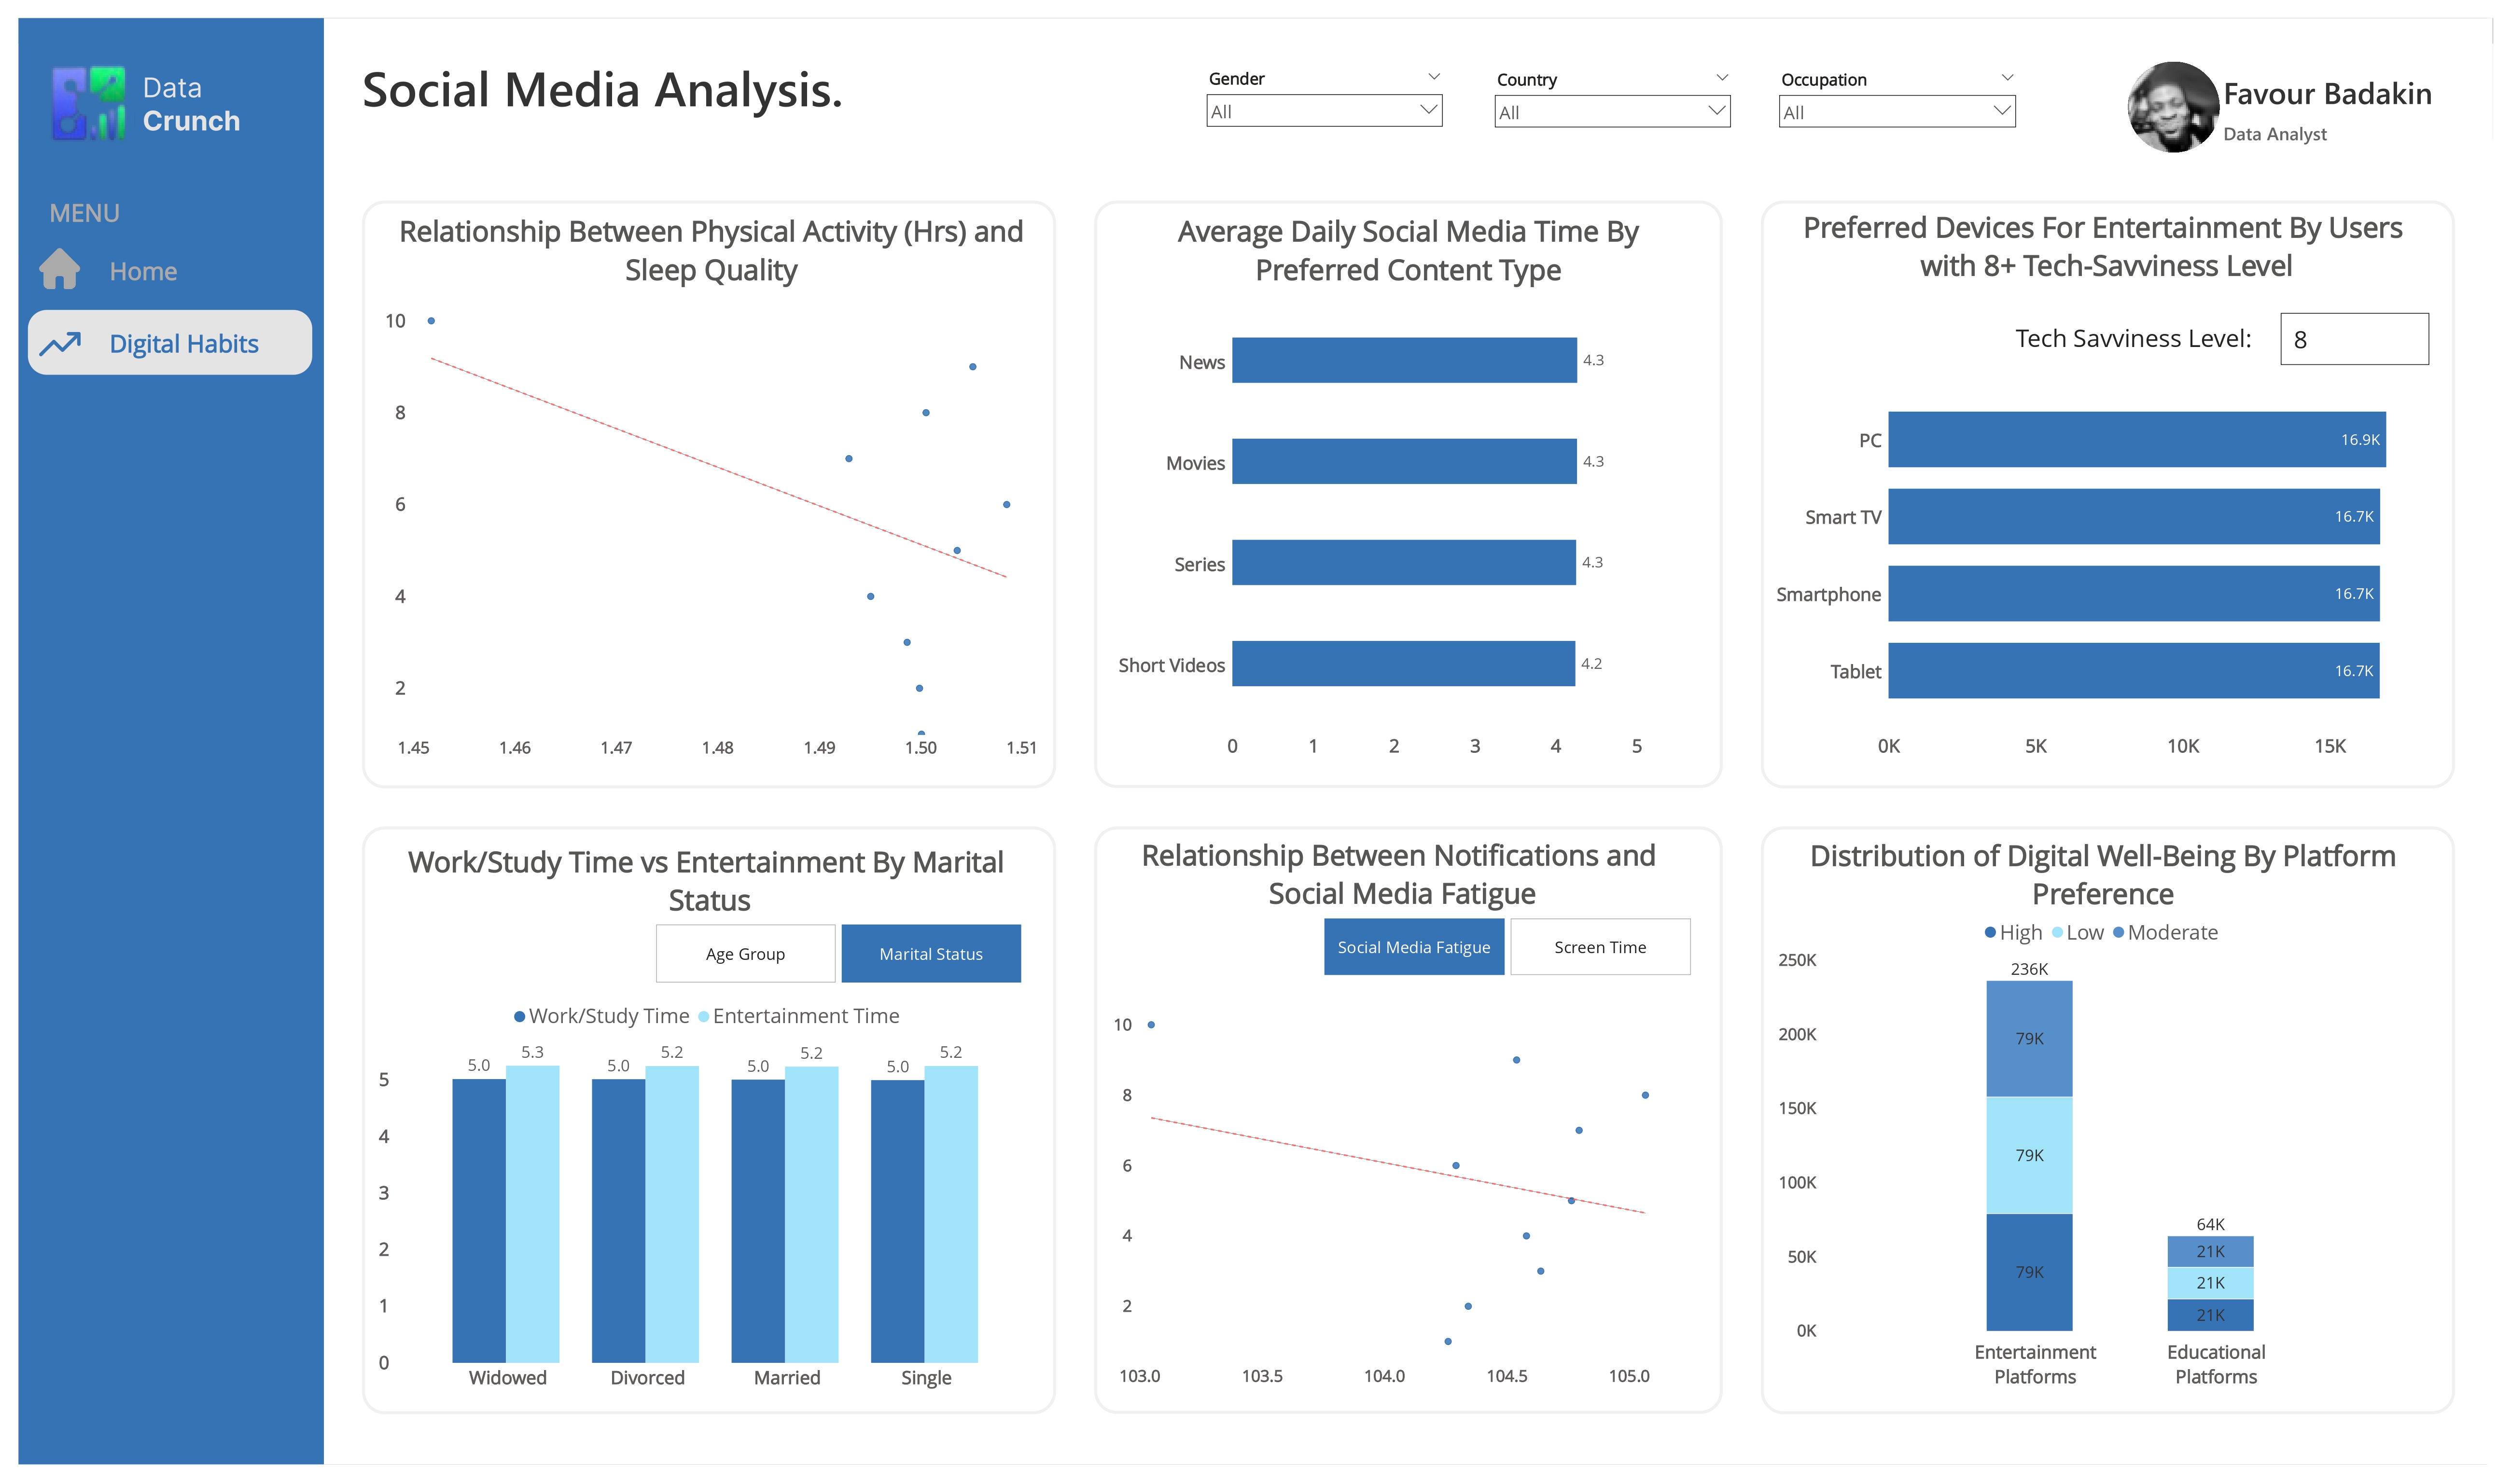 Data
Crunch
MENU
Home
Digital Habits
Social Media Analysis.
Gender
All
Country
All
Occupation
All
Favour Badakin
Data Analyst
Relationship Between Physical Activity (Hrs) and
Sleep Quality
10
8
6
4
2
1.45 1.46 1.47 1.48 1.49 1.50 1.51
Average Daily Social Media Time By
Preferred Content Type
News 4.3
Movies 4.3
Series 4.3
Short Videos 4.2
0 1 2 3 4 5
Preferred Devices For Entertainment By Users
with 8+ Tech-Savviness Level
Tech Savviness Level: 8
PC 16.9K
Smart TV 16.7K
Smartphone 16.7K
Tablet 16.7K
0K 5K 10K 15K
Work/Study Time vs Entertainment By Marital
Status
Age Group Marital Status
Work/Study Time Entertainment Time
5.0 5.3 5.0 5.2 5.0 5.2 5.0 5.2
5
4
3
2
1
0
Widowed Divorced Married Single
Relationship Between Notifications and
Social Media Fatigue
Social Media Fatigue Screen Time
10
8
6
4
2
103.0 103.5 104.0 104.5 105.0
Distribution of Digital Well-Being By Platform
Preference
High Low Moderate
250K
236K
200K
79K
150K
79K
100K
64K
50K
21K
79K
21K
21K
0K
Entertainment
Platforms
Educational
Platforms